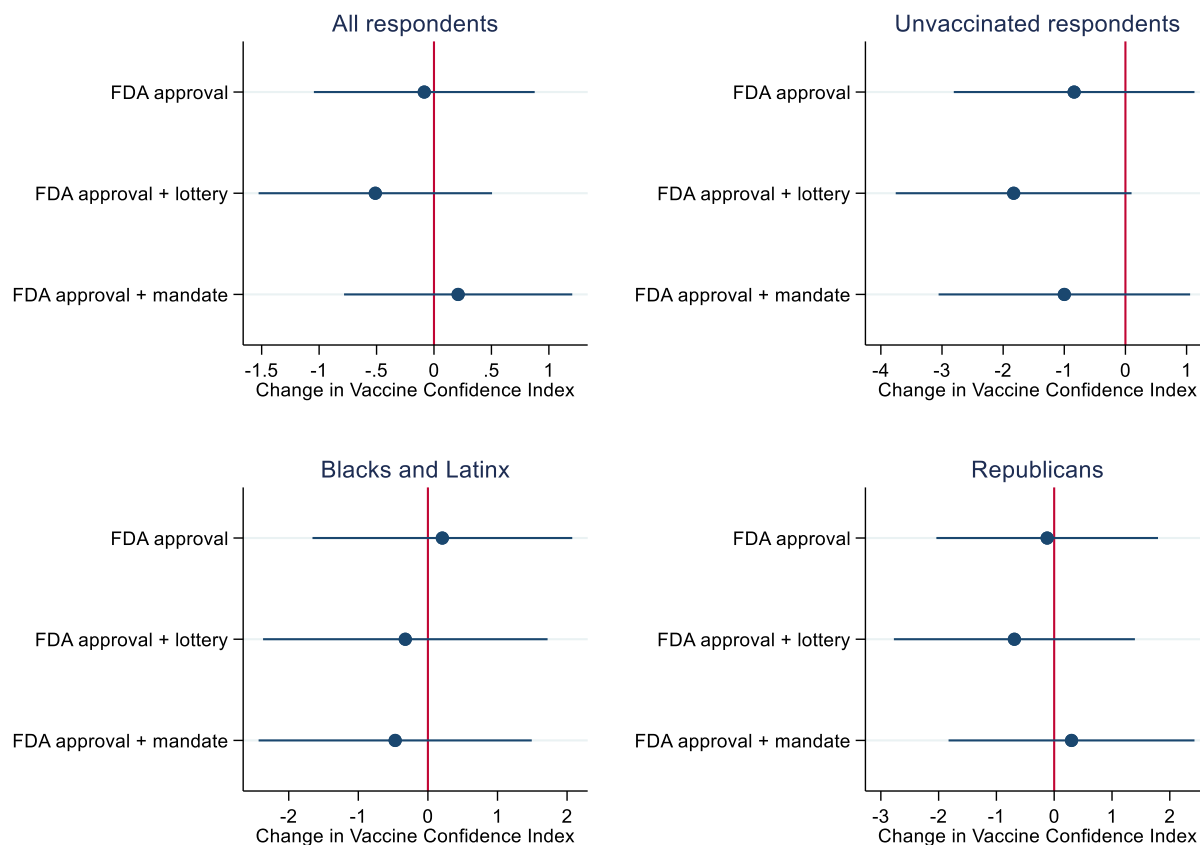 All respondents
FDA approval
FDA approval + lottery
FDA approval + mandate
-1.5 -1 -.5 0 .5 1
Change in Vaccine Confidence Index
Unvaccinated respondents
FDA approval
FDA approval + lottery
FDA approval + mandate
-4 -3 -2 -1 0 1
Change in Vaccine Confidence Index
Blacks and Latinx
FDA approval
FDA approval + lottery
FDA approval + mandate
-2 -1 0 1 2
Change in Vaccine Confidence Index
Republicans
FDA approval
FDA approval + lottery
FDA approval + mandate
-3 -2 -1 0 1 2
Change in Vaccine Confidence Index